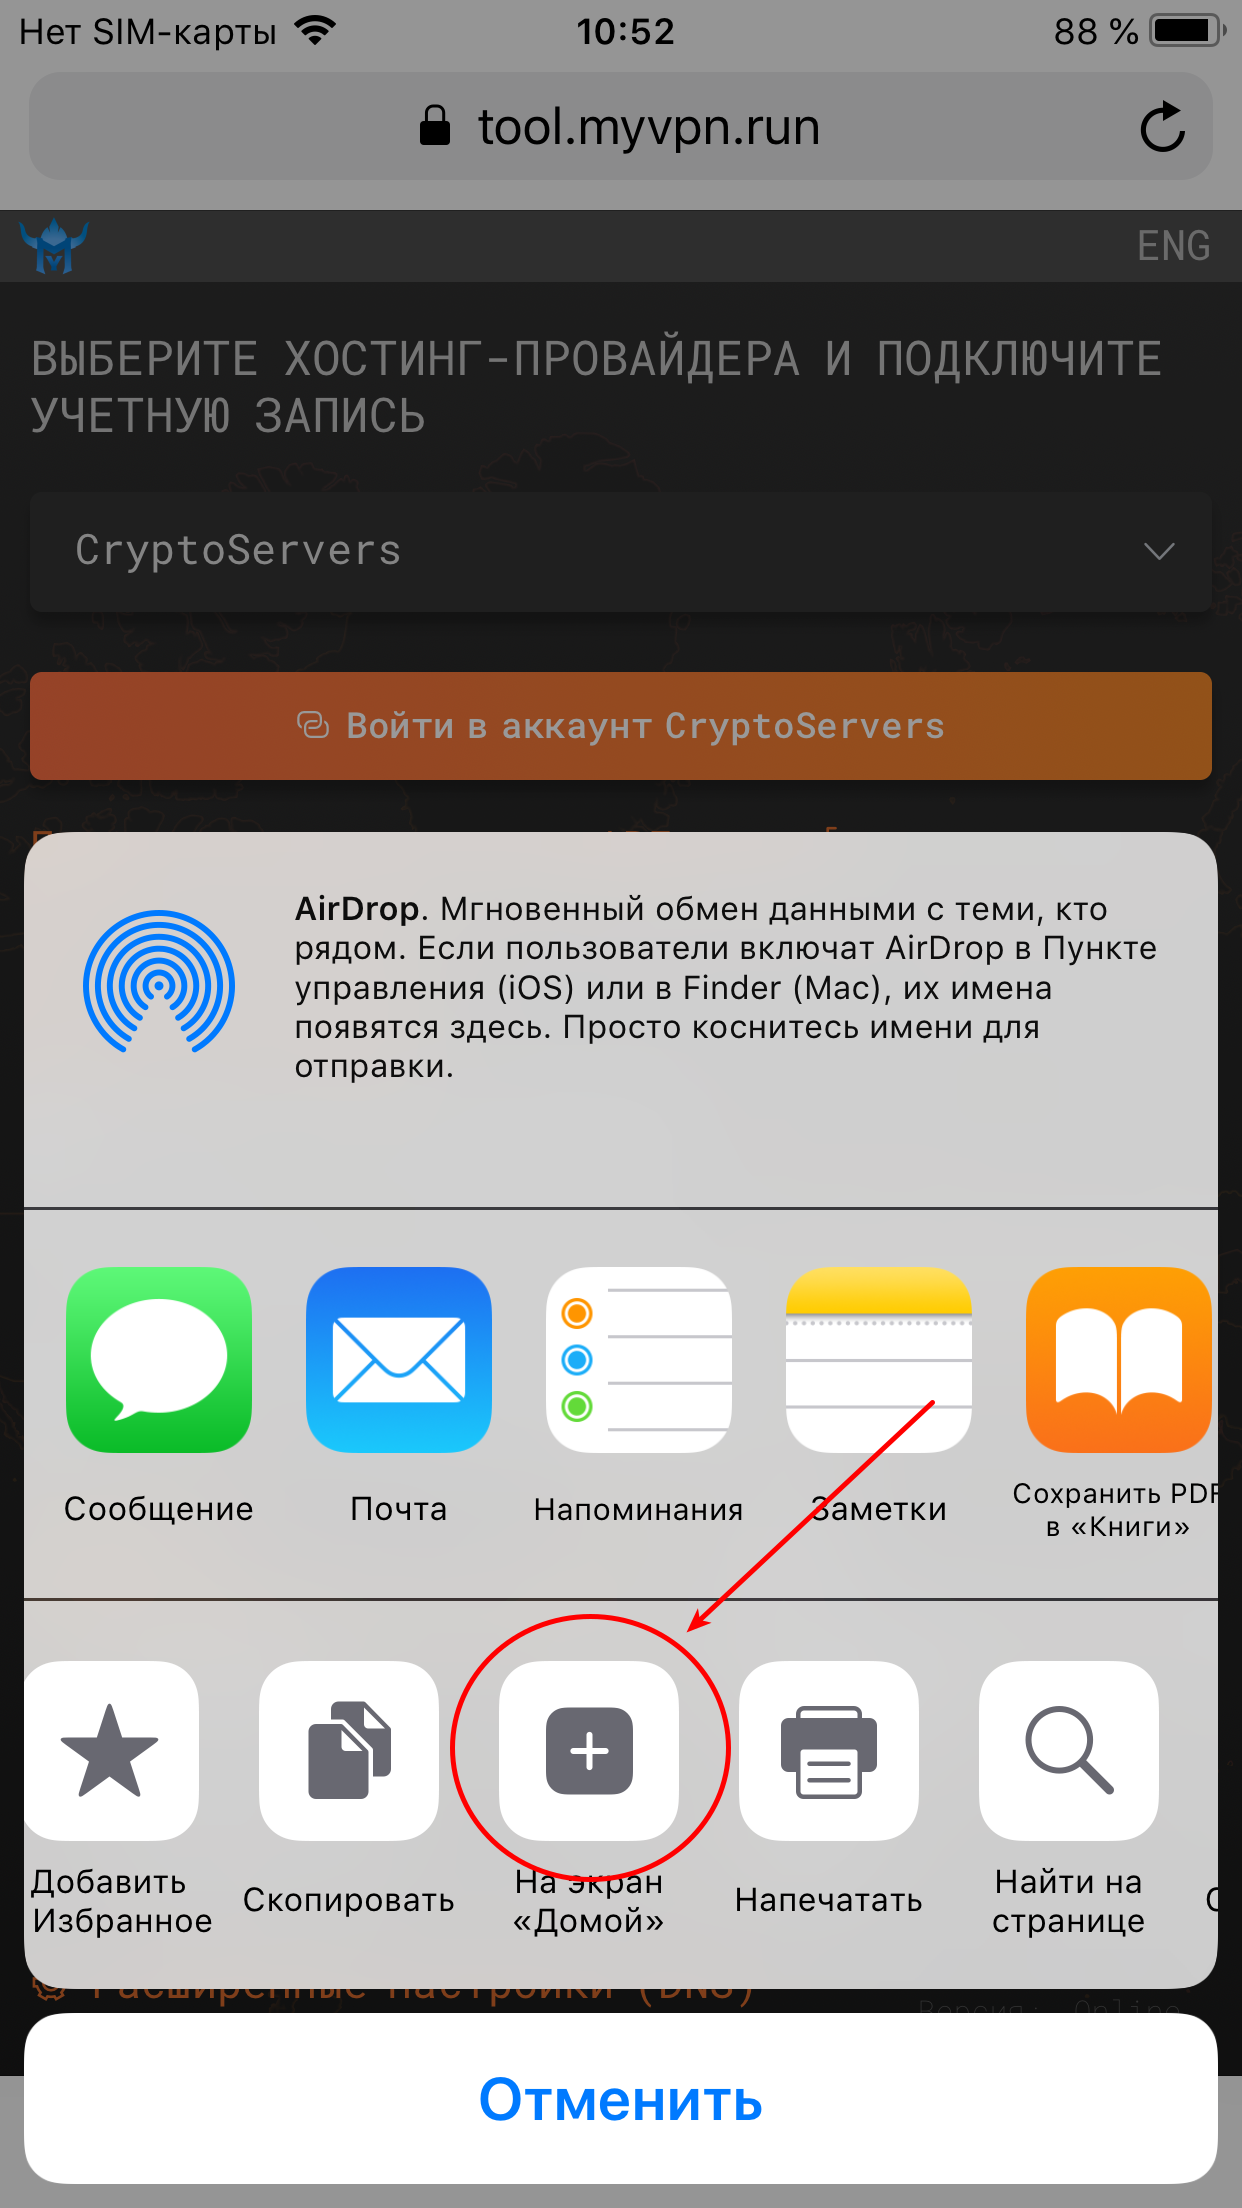 Нет SIM-карты
10:52
88 %
tool.myvpn.run
ENG
ВЫБЕРИТЕ ХОСТИНГ-ПРОВАЙДЕРА И ПОДКЛЮЧИТЕ
УЧЕТНУЮ ЗАПИСЬ
CryptoServers
Войти в аккаунт CryptoServers
AirDrop. Мгновенный обмен данными с теми, кто
рядом. Если пользователи включат AirDrop в Пункте
управления (iOS) или в Finder (Mac), их имена
появятся здесь. Просто коснитесь имени для
отправки.
Сообщение
Почта
Напоминания
Заметки
Сохранить PDF
в «Книги»
Добавить
Избранное
Скопировать
На экран
«Домой»
Напечатать
Найти на
странице
Расширенные настройки (DNS)
Версия: Online
Отменить